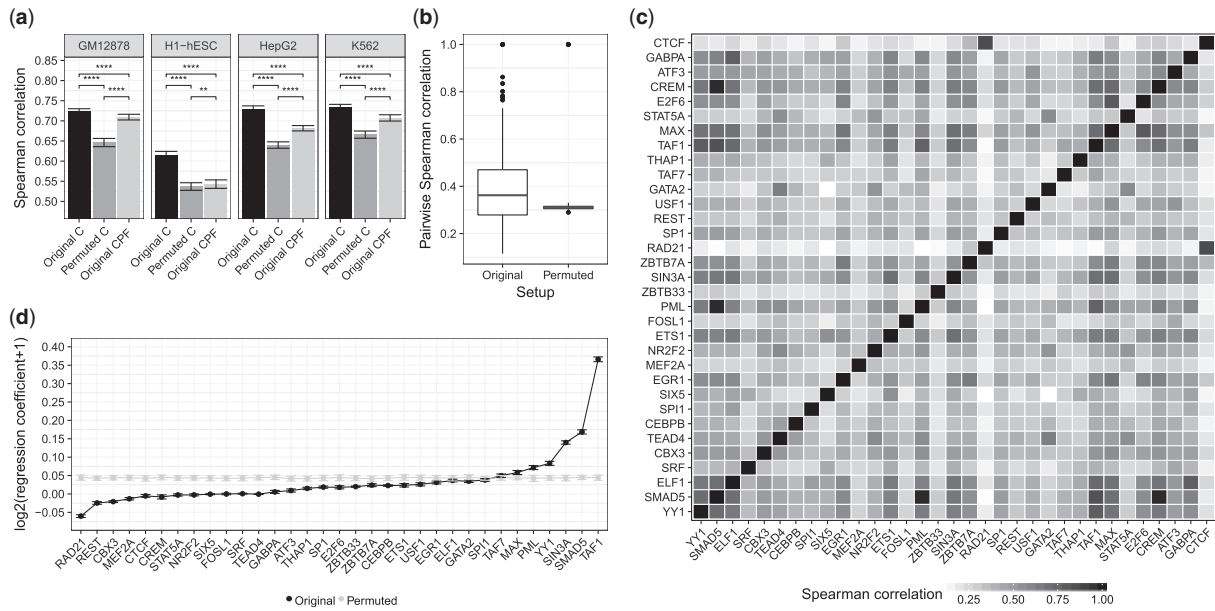 (a)
GM12878
H1−hESC
HepG2
K562
****
****
****
****
****
**
****
****
****
****
****
****
0.85
0.80
0.75
0.70
0.65
0.60
0.55
0.50
Spearman correlation
Original C
Permuted C
Original CPF
Original C
Permuted C
Original CPF
Original C
Permuted C
Original CPF
Original C
Permuted C
Original CPF
(b)
1.0
0.8
0.6
0.4
0.2
Pairwise Spearman correlation
Original
Permuted
Setup
(c)
CTCF
GABPA
ATF3
CREM
E2F6
STAT5A
MAX
TAF1
THAP1
TAF7
GATA2
USF1
REST
SP1
RAD21
ZBTB7A
SIN3A
ZBTB33
PML
FOSL1
ETS1
NR2F2
MEF2A
EGR1
SIX5
SPI1
CEBPB
TEAD4
CBX3
SRF
ELF1
SMAD5
YY1
YY1
SMAD5
ELF1
SRF
CBX3
TEAD4
CEBPB
SPI1
SIX5
EGR1
MEF2A
NR2F2
ETS1
FOSL1
PML
ZBTB33
SIN3A
ZBTB7A
RAD21
SP1
REST
USF1
GATA2
TAF7
THAP1
TAF1
MAX
STAT5A
E2F6
CREM
ATF3
GABPA
CTCF
Spearman correlation
0.25
0.50
0.75
1.00
(d)
0.40
0.35
0.30
0.25
0.20
0.15
0.10
0.05
0.00
−0.05
log2(regression coefficient+1)
RAD21
REST
CBX3
MEF2A
CTCF
CREM
STAT5A
NR2F2
SIX5
FOSL1
SRF
TEAD4
GABPA
ATF3
THAP1
SP1
E2F6
ZBTB33
ZBTB7A
CEBPB
ETS1
USF1
EGR1
ELF1
GATA2
SPI1
TAF7
MAX
PML
YY1
SIN3A
SMAD5
TAF1
Original
Permuted